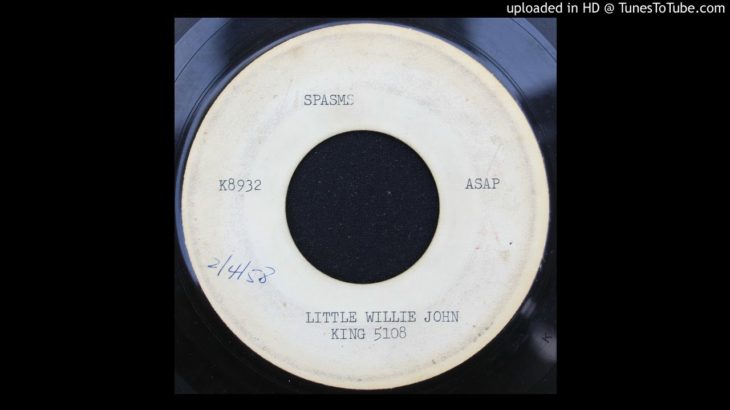 uploaded in HD @ TunesToTube.com
SPASMS
K8932
ASAP
2/4/58
LITTLE WILLIE JOHN
KING 5108